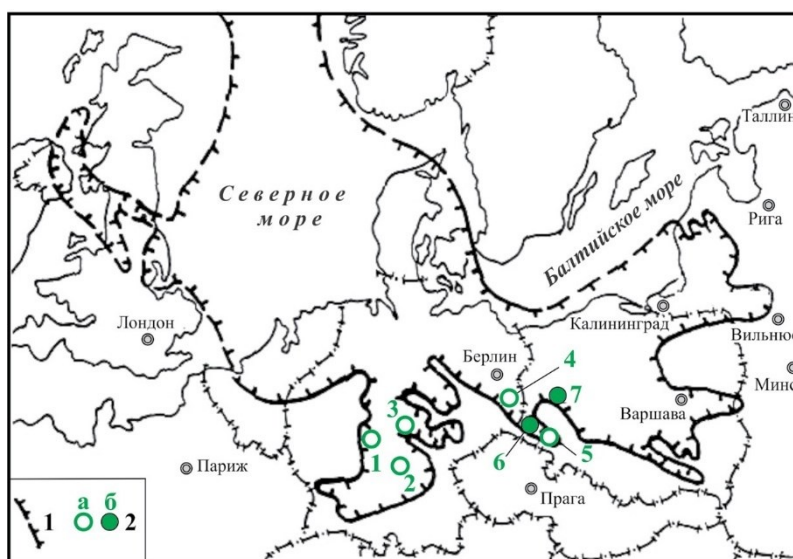 Таллин
Северное
море
Рига
Балтийское море
Калининград
Вильнюс
Лондон
Берлин
4
Минс
7
3
Варшава
1
5
6
2
Париж
Прага
а б
1 2